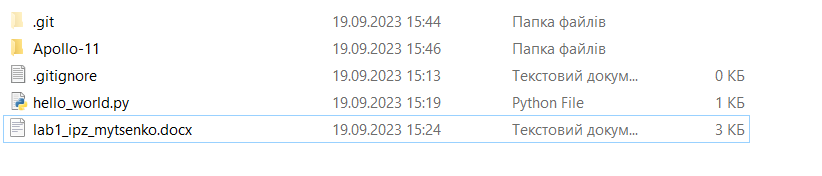 .git 19.09.2023 15:44 Папка файлів
Apollo-11 19.09.2023 15:46 Папка файлів
.gitignore 19.09.2023 15:13 Текстовий докум... 0 КБ
hello_world.py 19.09.2023 15:19 Python File 1 КБ
lab1_ipz_mytsenko.docx 19.09.2023 15:24 Текстовий докум... 3 КБ